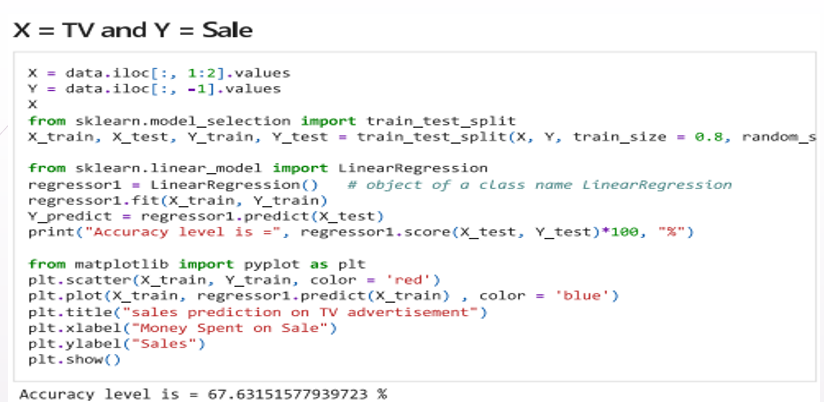 X = TV and Y = Sale
X = data.iloc[:, 1:2].values
Y = data.iloc[:, -1].values
X
from sklearn.model_selection import train_test_split
X_train, X_test, Y_train, Y_test = train_test_split(X, Y, train_size = 0.8, random_s
from sklearn.linear_model import LinearRegression
regressor1 = LinearRegression()   # object of a class name LinearRegression
regressor1.fit(X_train, Y_train)
Y_predict = regressor1.predict(X_test)
print("Accuracy level is =", regressor1.score(X_test, Y_test)*100, "%")
from matplotlib import pyplot as plt
plt.scatter(X_train, Y_train, color = 'red')
plt.plot(X_train, regressor1.predict(X_train) , color = 'blue')
plt.title("sales prediction on TV advertisement")
plt.xlabel("Money Spent on Sale")
plt.ylabel("Sales")
plt.show()
Accuracy level is = 67.63151577939723 %